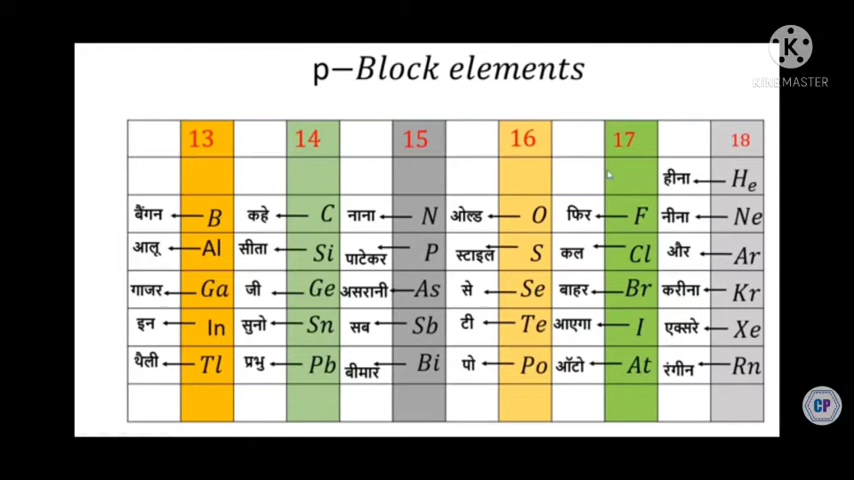 p−Block elements
K
KINEMASTER
13 14 15 16 17 18
हीना He
बैंगन B कहे C नाना N ओल्ड O फिर F नीना Ne
आलू Al सीता Si पाटेकर P स्टाइल S कल Cl और Ar
गाजर Ga जी Ge असरानी As से Se बाहर Br करीना Kr
इन In सुनो Sn सब Sb टी Te आएगा I एक्सरे Xe
थैली Tl प्रभु Pb बीमार Bi पो Po ऑटो At रंगीन Rn
CP